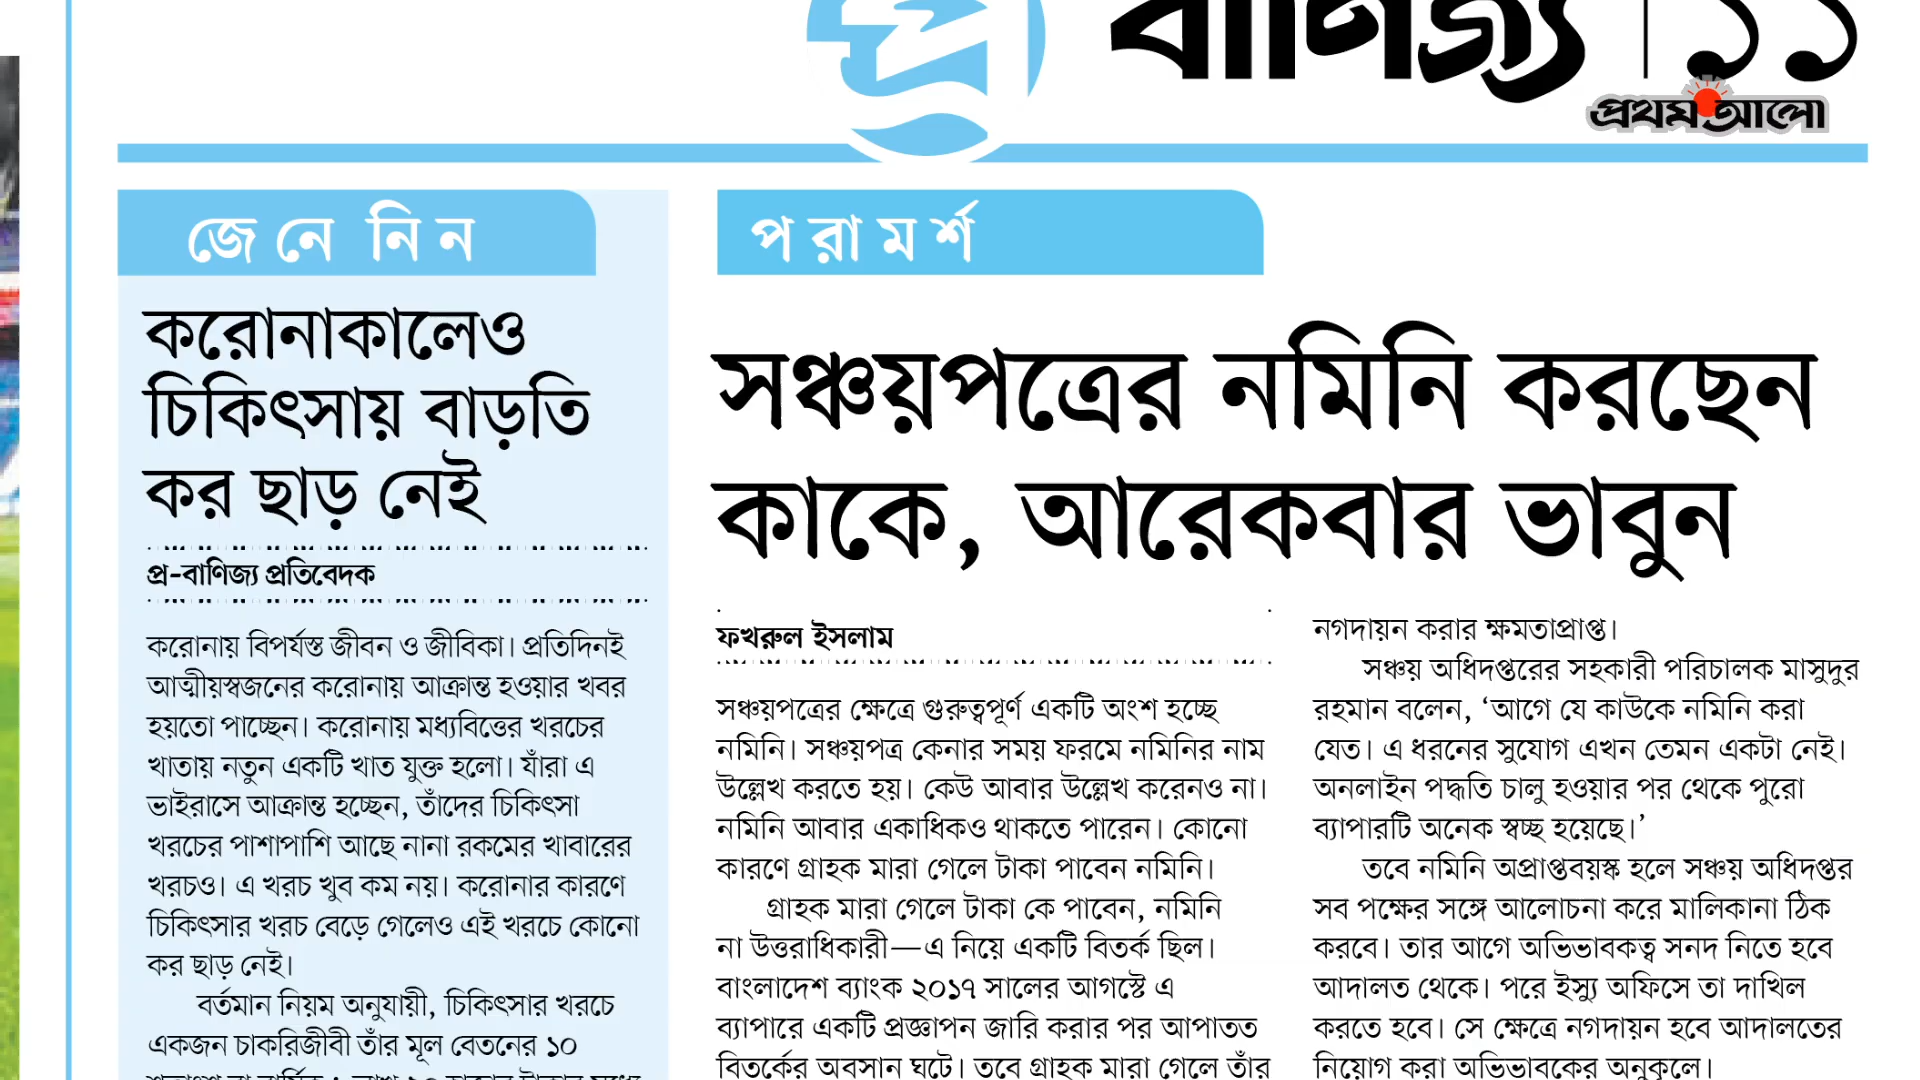 প্র বাণিজ্য | ১১
প্রথম আলো
জেনে নিন
করোনাকালেও
চিকিৎসায় বাড়তি
কর ছাড় নেই
প্র-বাণিজ্য প্রতিবেদক
করোনায় বিপর্যস্ত জীবন ও জীবিকা। প্রতিদিনই
আত্মীয়স্বজনের করোনায় আক্রান্ত হওয়ার খবর
হয়তো পাচ্ছেন। করোনায় মধ্যবিত্তের খরচের
খাতায় নতুন একটি খাত যুক্ত হলো। যাঁরা এ
ভাইরাসে আক্রান্ত হচ্ছেন, তাঁদের চিকিৎসা
খরচের পাশাপাশি আছে নানা রকমের খাবারের
খরচও। এ খরচ খুব কম নয়। করোনার কারণে
চিকিৎসার খরচ বেড়ে গেলেও এই খরচে কোনো
কর ছাড় নেই।
বর্তমান নিয়ম অনুযায়ী, চিকিৎসার খরচে
একজন চাকরিজীবী তাঁর মূল বেতনের ১০
পরামর্শ
সঞ্চয়পত্রের নমিনি করছেন
কাকে, আরেকবার ভাবুন
ফখরুল ইসলাম
সঞ্চয়পত্রের ক্ষেত্রে গুরুত্বপূর্ণ একটি অংশ হচ্ছে
নমিনি। সঞ্চয়পত্র কেনার সময় ফরমে নমিনির নাম
উল্লেখ করতে হয়। কেউ আবার উল্লেখ করেনও না।
নমিনি আবার একাধিকও থাকতে পারেন। কোনো
কারণে গ্রাহক মারা গেলে টাকা পাবেন নমিনি।
গ্রাহক মারা গেলে টাকা কে পাবেন, নমিনি
না উত্তরাধিকারী—এ নিয়ে একটি বিতর্ক ছিল।
বাংলাদেশ ব্যাংক ২০১৭ সালের আগস্টে এ
ব্যাপারে একটি প্রজ্ঞাপন জারি করার পর আপাতত
বিতর্কের অবসান ঘটে। তবে গ্রাহক মারা গেলে তাঁর
নগদায়ন করার ক্ষমতাপ্রাপ্ত।
সঞ্চয় অধিদপ্তরের সহকারী পরিচালক মাসুদুর
রহমান বলেন, ‘আগে যে কাউকে নমিনি করা
যেত। এ ধরনের সুযোগ এখন তেমন একটা নেই।
অনলাইন পদ্ধতি চালু হওয়ার পর থেকে পুরো
ব্যাপারটি অনেক স্বচ্ছ হয়েছে।’
তবে নমিনি অপ্রাপ্তবয়স্ক হলে সঞ্চয় অধিদপ্তর
সব পক্ষের সঙ্গে আলোচনা করে মালিকানা ঠিক
করবে। তার আগে অভিভাবকত্ব সনদ নিতে হবে
আদালত থেকে। পরে ইস্যু অফিসে তা দাখিল
করতে হবে। সে ক্ষেত্রে নগদায়ন হবে আদালতের
নিয়োগ করা অভিভাবকের অনুকূলে।